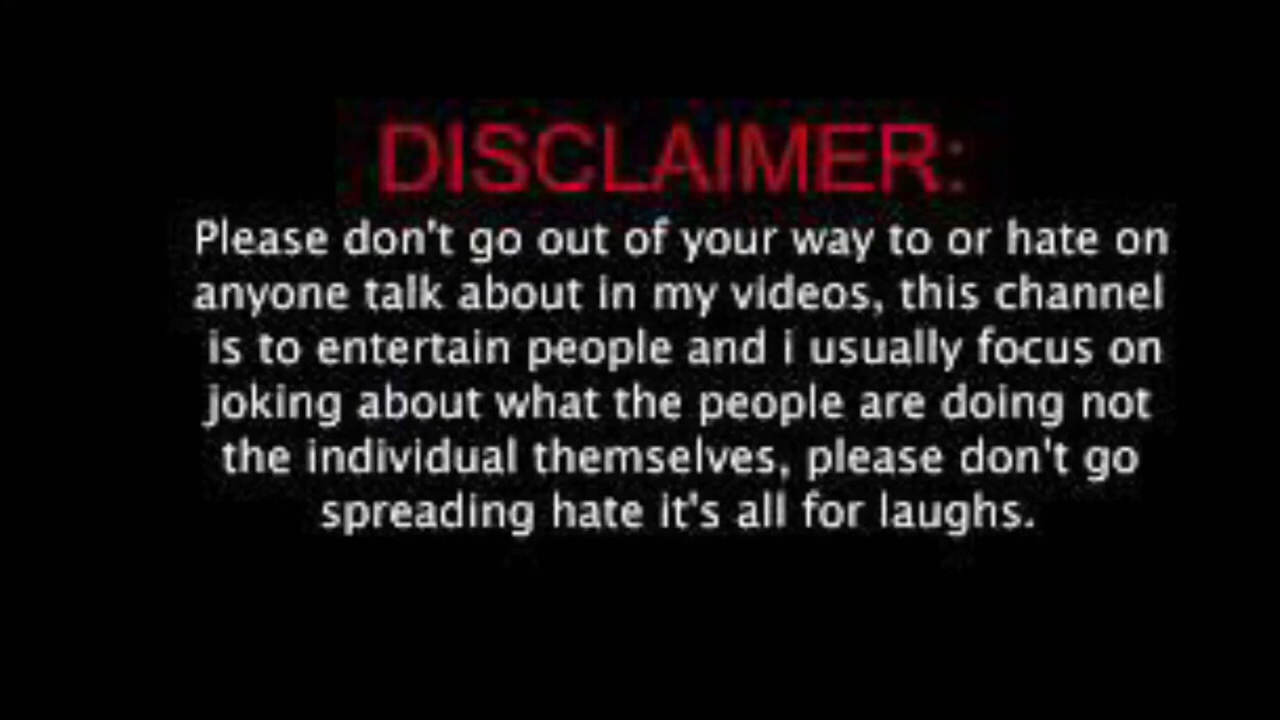 DISCLAIMER:
Please don't go out of your way to or hate on
anyone talk about in my videos, this channel
is to entertain people and i usually focus on
joking about what the people are doing not
the individual themselves, please don't go
spreading hate it's all for laughs.